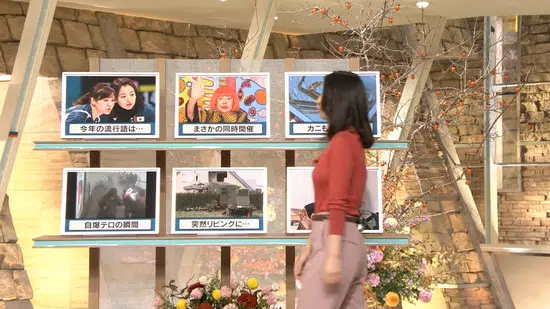 今年の流行語は…
まさかの同時開催
カニも
自爆テロの瞬間
突然リビングに…